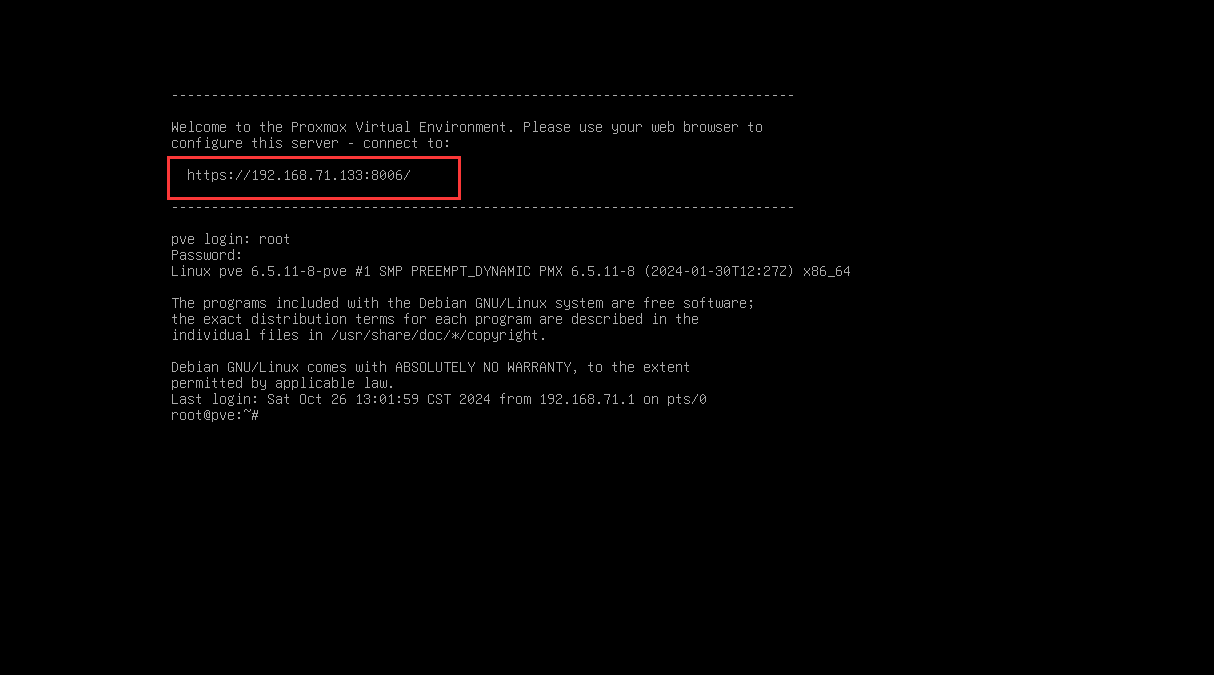 ------------------------------------------------------------------------------
Welcome to the Proxmox Virtual Environment. Please use your web browser to
configure this server - connect to:
https://192.168.71.133:8006/
------------------------------------------------------------------------------
pve login: root
Password:
Linux pve 6.5.11-8-pve #1 SMP PREEMPT_DYNAMIC PMX 6.5.11-8 (2024-01-30T12:27Z) x86_64
The programs included with the Debian GNU/Linux system are free software;
the exact distribution terms for each program are described in the
individual files in /usr/share/doc/*/copyright.
Debian GNU/Linux comes with ABSOLUTELY NO WARRANTY, to the extent
permitted by applicable law.
Last login: Sat Oct 26 13:01:59 CST 2024 from 192.168.71.1 on pts/0
root@pve:~#